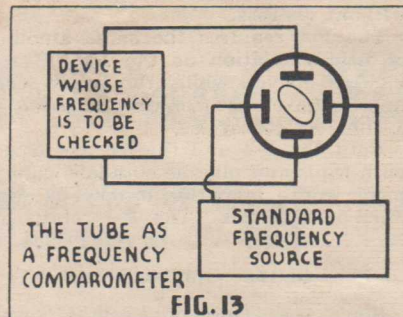 DEVICE
WHOSE
FREQUENCY
IS TO BE
CHECKED
STANDARD
FREQUENCY
SOURCE
THE TUBE AS
A FREQUENCY
COMPAROMETER
FIG. 13